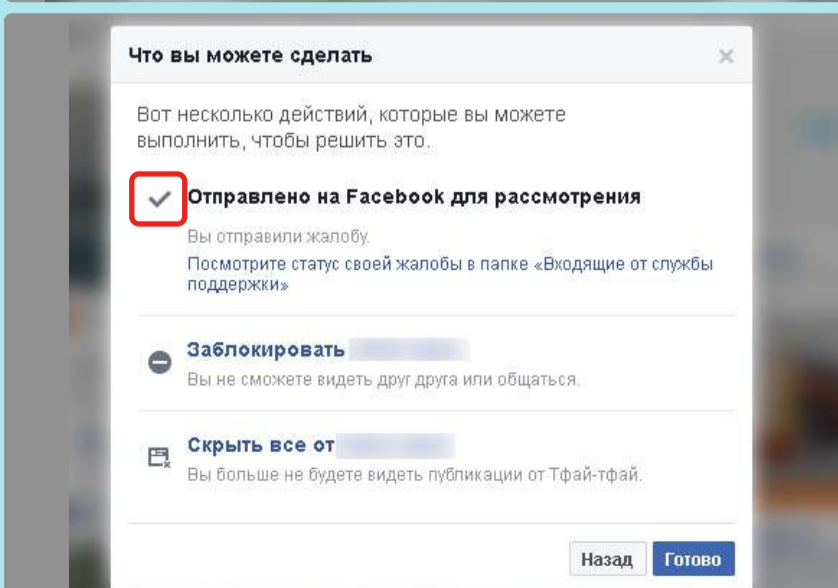 Что вы можете сделать
Вот несколько действий, которые вы можете
выполнить, чтобы решить это.
Отправлено на Facebook для рассмотрения
Вы отправили жалобу.
Посмотрите статус своей жалобы в папке «Входящие от службы
поддержки»
Заблокировать
Вы не сможете видеть друг друга или общаться.
Скрыть все от
Вы больше не будете видеть публикации от Тфай-тфай.
Назад Готово